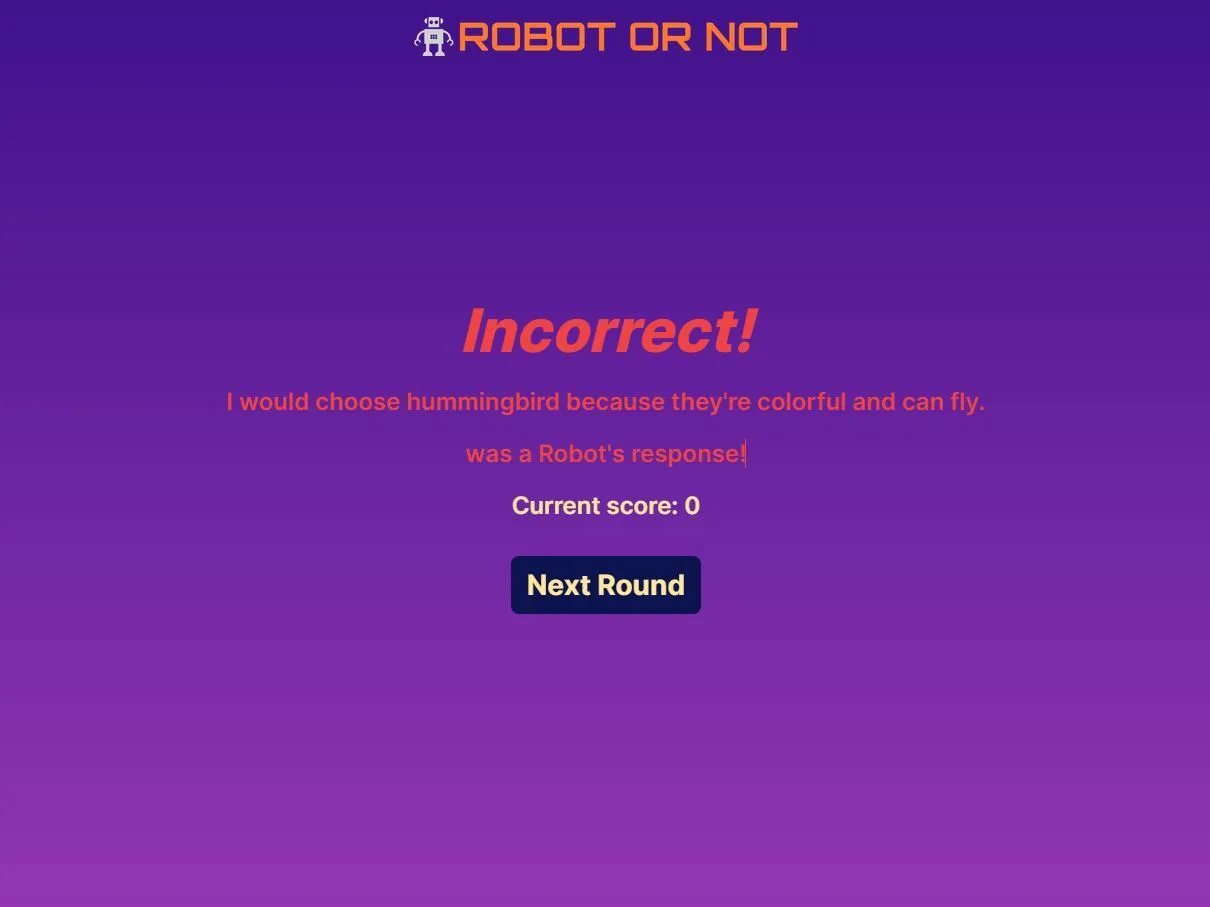 ROBOT OR NOT
Incorrect!
I would choose hummingbird because they're colorful and can fly.
was a Robot's response!
Current score: 0
Next Round